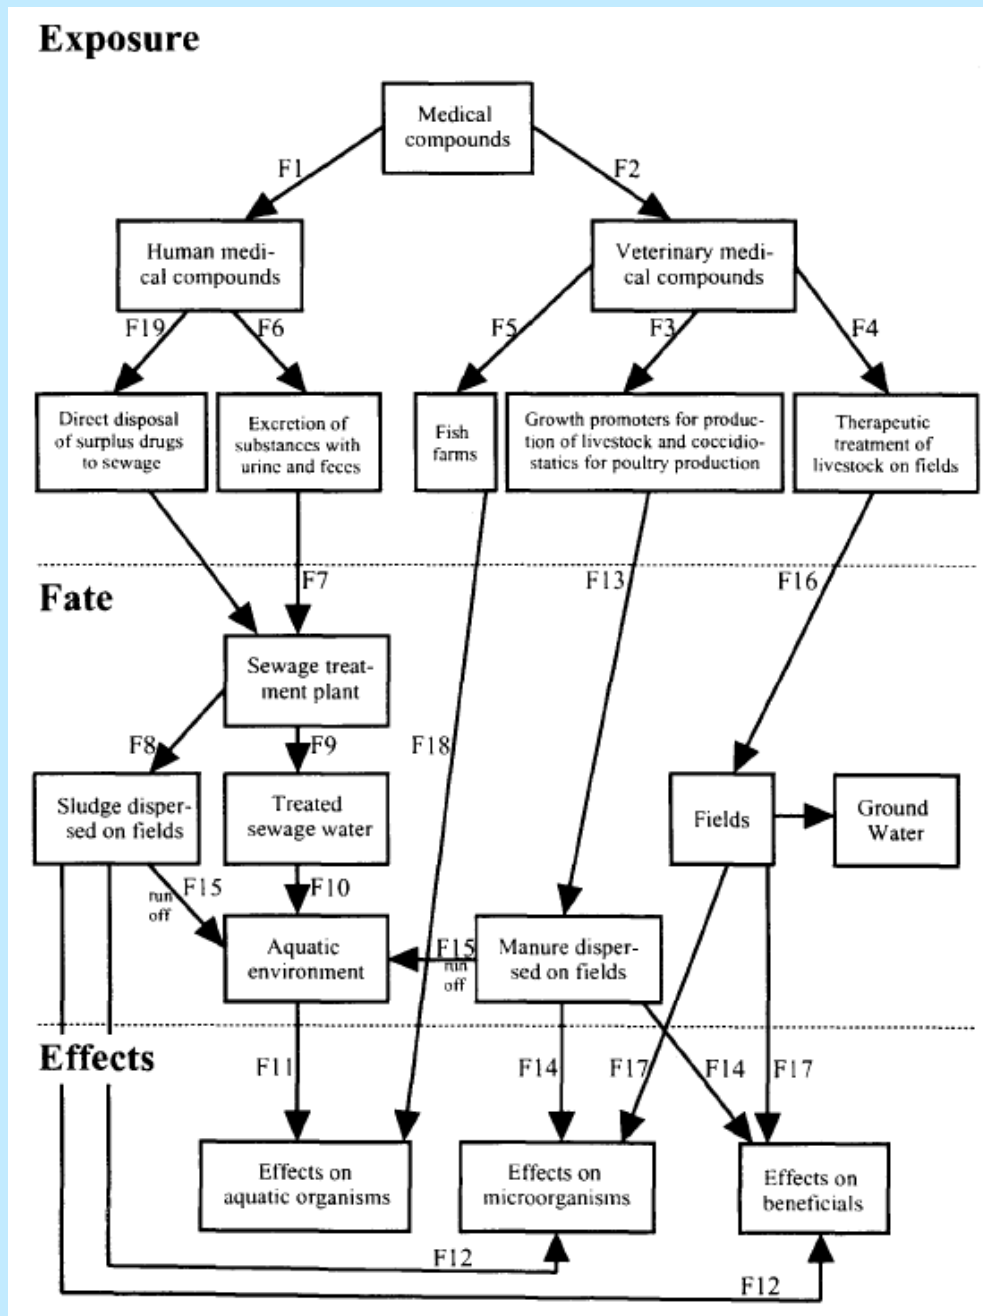 Exposure
Medical
compounds
F1
F2
Human medi-
cal compounds
Veterinary medi-
cal compounds
F19
F6
F5
F3
F4
Direct disposal
of surplus drugs
to sewage
Excretion of
substances with
urine and feces
Fish
farms
Growth promoters for produc-
tion of livestock and coccidio-
statics for poultry production
Therapeutic
treatment of
livestock on fields
F7
F13
F16
Fate
Sewage treat-
ment plant
F8
F9
F18
Sludge disper-
sed on fields
Treated
sewage water
Fields
Ground
Water
F15
run
off
F10
Aquatic
environment
F15
run
off
Manure disper-
sed on fields
Effects
F11
F14
F17
F14
F17
Effects on
aquatic organisms
Effects on
microorganisms
Effects on
beneficials
F12
F12